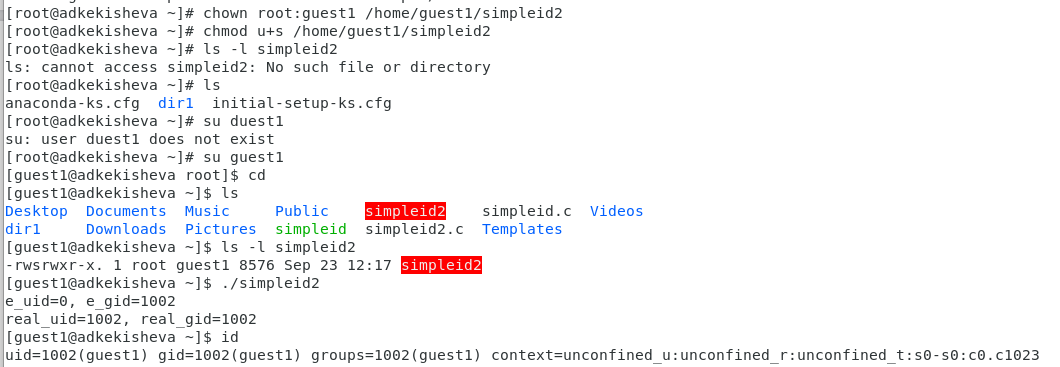 [root@adkekisheva ~]# chown root:guest1 /home/guest1/simpleid2
[root@adkekisheva ~]# chmod u+s /home/guest1/simpleid2
[root@adkekisheva ~]# ls -l simpleid2
ls: cannot access simpleid2: No such file or directory
[root@adkekisheva ~]# ls
anaconda-ks.cfg  dir1  initial-setup-ks.cfg
[root@adkekisheva ~]# su duest1
su: user duest1 does not exist
[root@adkekisheva ~]# su guest1
[guest1@adkekisheva root]$ cd
[guest1@adkekisheva ~]$ ls
Desktop  Documents  Music     Public    simpleid2    simpleid.c  Videos
dir1     Downloads  Pictures  simpleid  simpleid2.c  Templates
[guest1@adkekisheva ~]$ ls -l simpleid2
-rwsrwxr-x. 1 root guest1 8576 Sep 23 12:17 simpleid2
[guest1@adkekisheva ~]$ ./simpleid2
e_uid=0, e_gid=1002
real_uid=1002, real_gid=1002
[guest1@adkekisheva ~]$ id
uid=1002(guest1) gid=1002(guest1) groups=1002(guest1) context=unconfined_u:unconfined_r:unconfined_t:s0-s0:c0.c1023